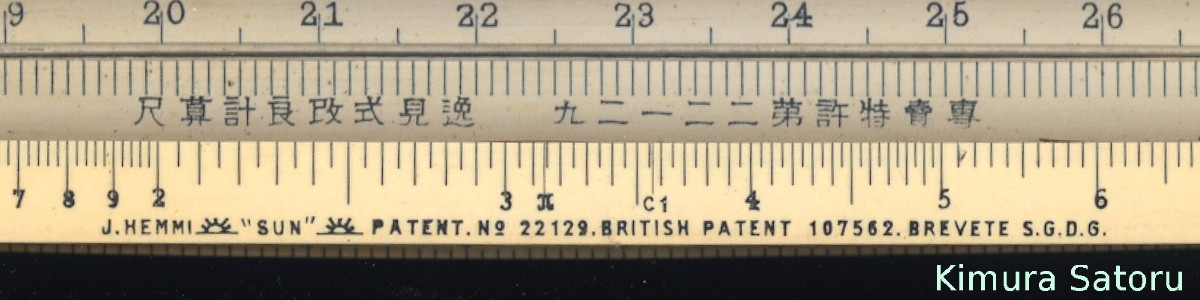 9 20 21 22 23 24 25 26
專賣特許第二二一二九 逸見式改良計算尺
7 8 9 2 3 π C1 4 5 6
J.HEMMI "SUN" PATENT.Nº 22129.BRITISH PATENT 107562.BREVETE S.G.D.G.
Kimura Satoru